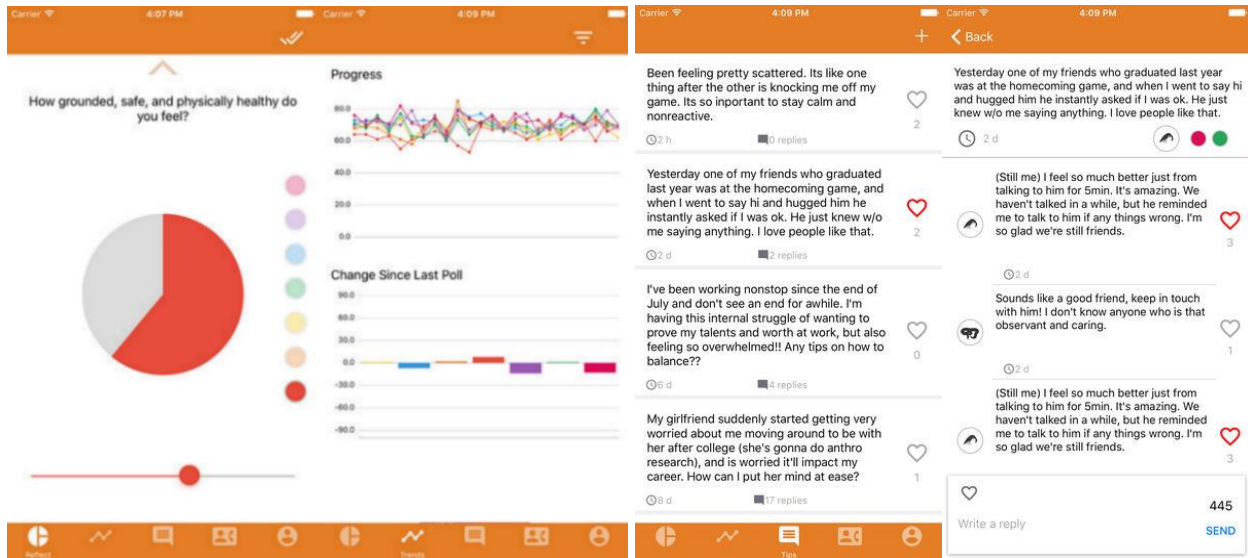 Carrier 4:07 PM
How grounded, safe, and physically healthy do
you feel?
Reflect
Carrier 4:09 PM
Progress
80.0
60.0
40.0
20.0
0.0
Change Since Last Poll
90.0
60.0
30.0
0.0
-30.0
-60.0
-90.0
Trends
Carrier 4:09 PM
+
Been feeling pretty scattered. Its like one
thing after the other is knocking me off my
game. Its so inportant to stay calm and
nonreactive.
2
2 h 0 replies
Yesterday one of my friends who graduated
last year was at the homecoming game, and
when I went to say hi and hugged him he
instantly asked if I was ok. He just knew w/o
me saying anything. I love people like that.
2
2 d 2 replies
I've been working nonstop since the end of
July and don't see an end for awhile. I'm
having this internal struggle of wanting to
prove my talents and worth at work, but also
feeling so overwhelmed!! Any tips on how to
balance??
0
6 d 4 replies
My girlfriend suddenly started getting very
worried about me moving around to be with
her after college (she's gonna do anthro
research), and is worried it'll impact my
career. How can I put her mind at ease?
1
8 d 17 replies
Tips
Carrier 4:09 PM
Back
Yesterday one of my friends who graduated last year
was at the homecoming game, and when I went to say hi
and hugged him he instantly asked if I was ok. He just
knew w/o me saying anything. I love people like that.
2 d
(Still me) I feel so much better just from
talking to him for 5min. It's amazing. We
haven't talked in a while, but he reminded
me to talk to him if any things wrong. I'm
so glad we're still friends.
3
2 d
Sounds like a good friend, keep in touch
with him! I don't know anyone who is that
observant and caring.
1
2 d
(Still me) I feel so much better just from
talking to him for 5min. It's amazing. We
haven't talked in a while, but he reminded
me to talk to him if any things wrong. I'm
so glad we're still friends.
3
445
Write a reply
SEND